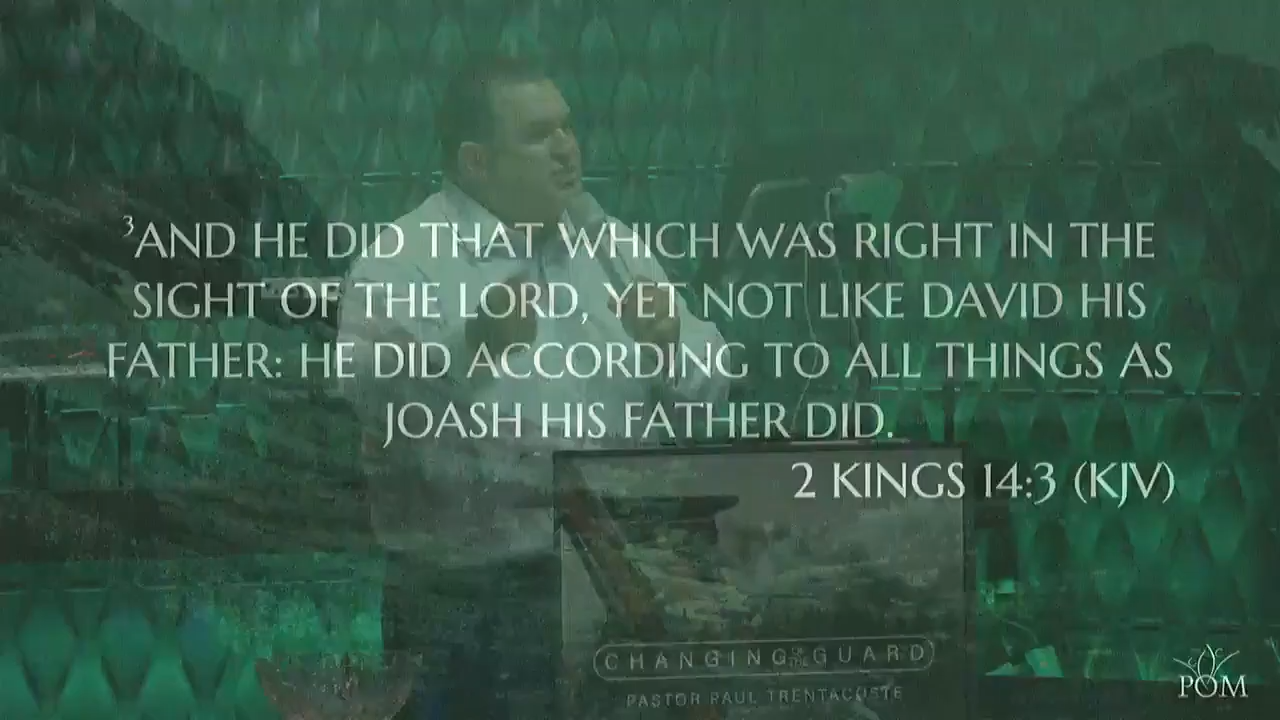 ³AND HE DID THAT WHICH WAS RIGHT IN THE
SIGHT OF THE LORD, YET NOT LIKE DAVID HIS
FATHER: HE DID ACCORDING TO ALL THINGS AS
JOASH HIS FATHER DID.
2 KINGS 14:3 (KJV)
CHANGING OF THE GUARD
PASTOR PAUL TRENTACOSTE
POM